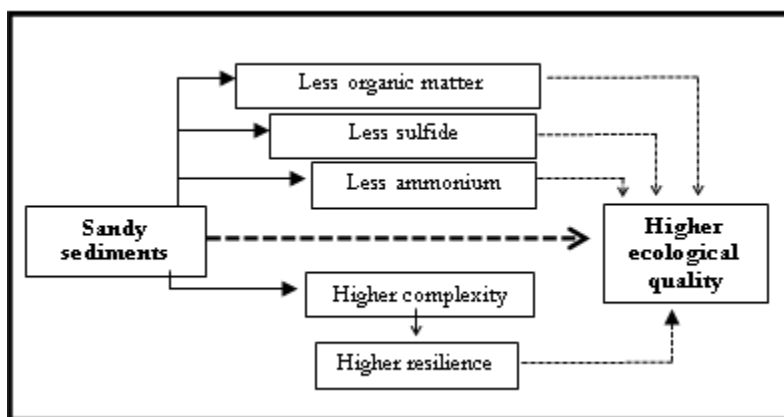 Less organic matter
Less sulfide
Less ammonium
Sandy
sediments
Higher
ecological
quality
Higher complexity
Higher resilience